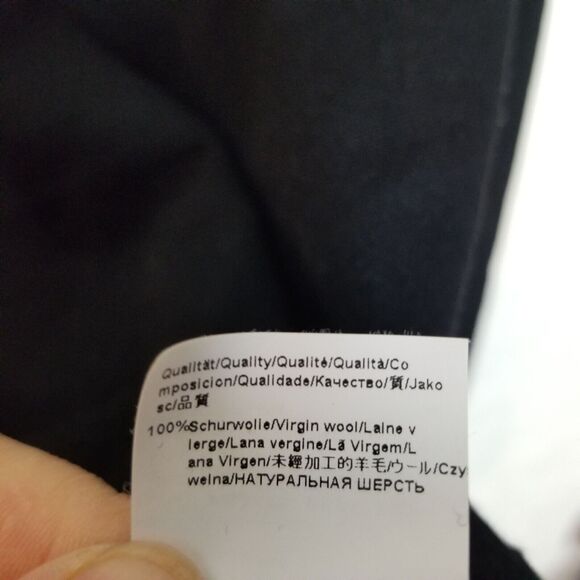 Qualität/Quality/Qualité/Qualità/Co
mposicion/Qualidade/Качество/質/Jako
sc/品質
100%Schurwolle/Virgin wool/Laine v
ierge/Lana vergine/Lã Virgem/L
ana Virgen/未經加工的羊毛/ウール/Czy
wełna/НАТУРАЛЬНАЯ ШЕРСТЬ